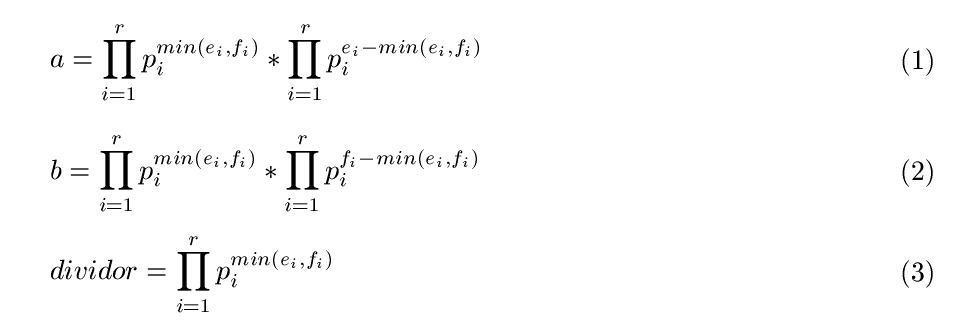 a = ∏_{i=1}^{r} p_i^{min(e_i,f_i)} * ∏_{i=1}^{r} p_i^{e_i−min(e_i,f_i)} (1)
b = ∏_{i=1}^{r} p_i^{min(e_i,f_i)} * ∏_{i=1}^{r} p_i^{f_i−min(e_i,f_i)} (2)
dividor = ∏_{i=1}^{r} p_i^{min(e_i,f_i)} (3)